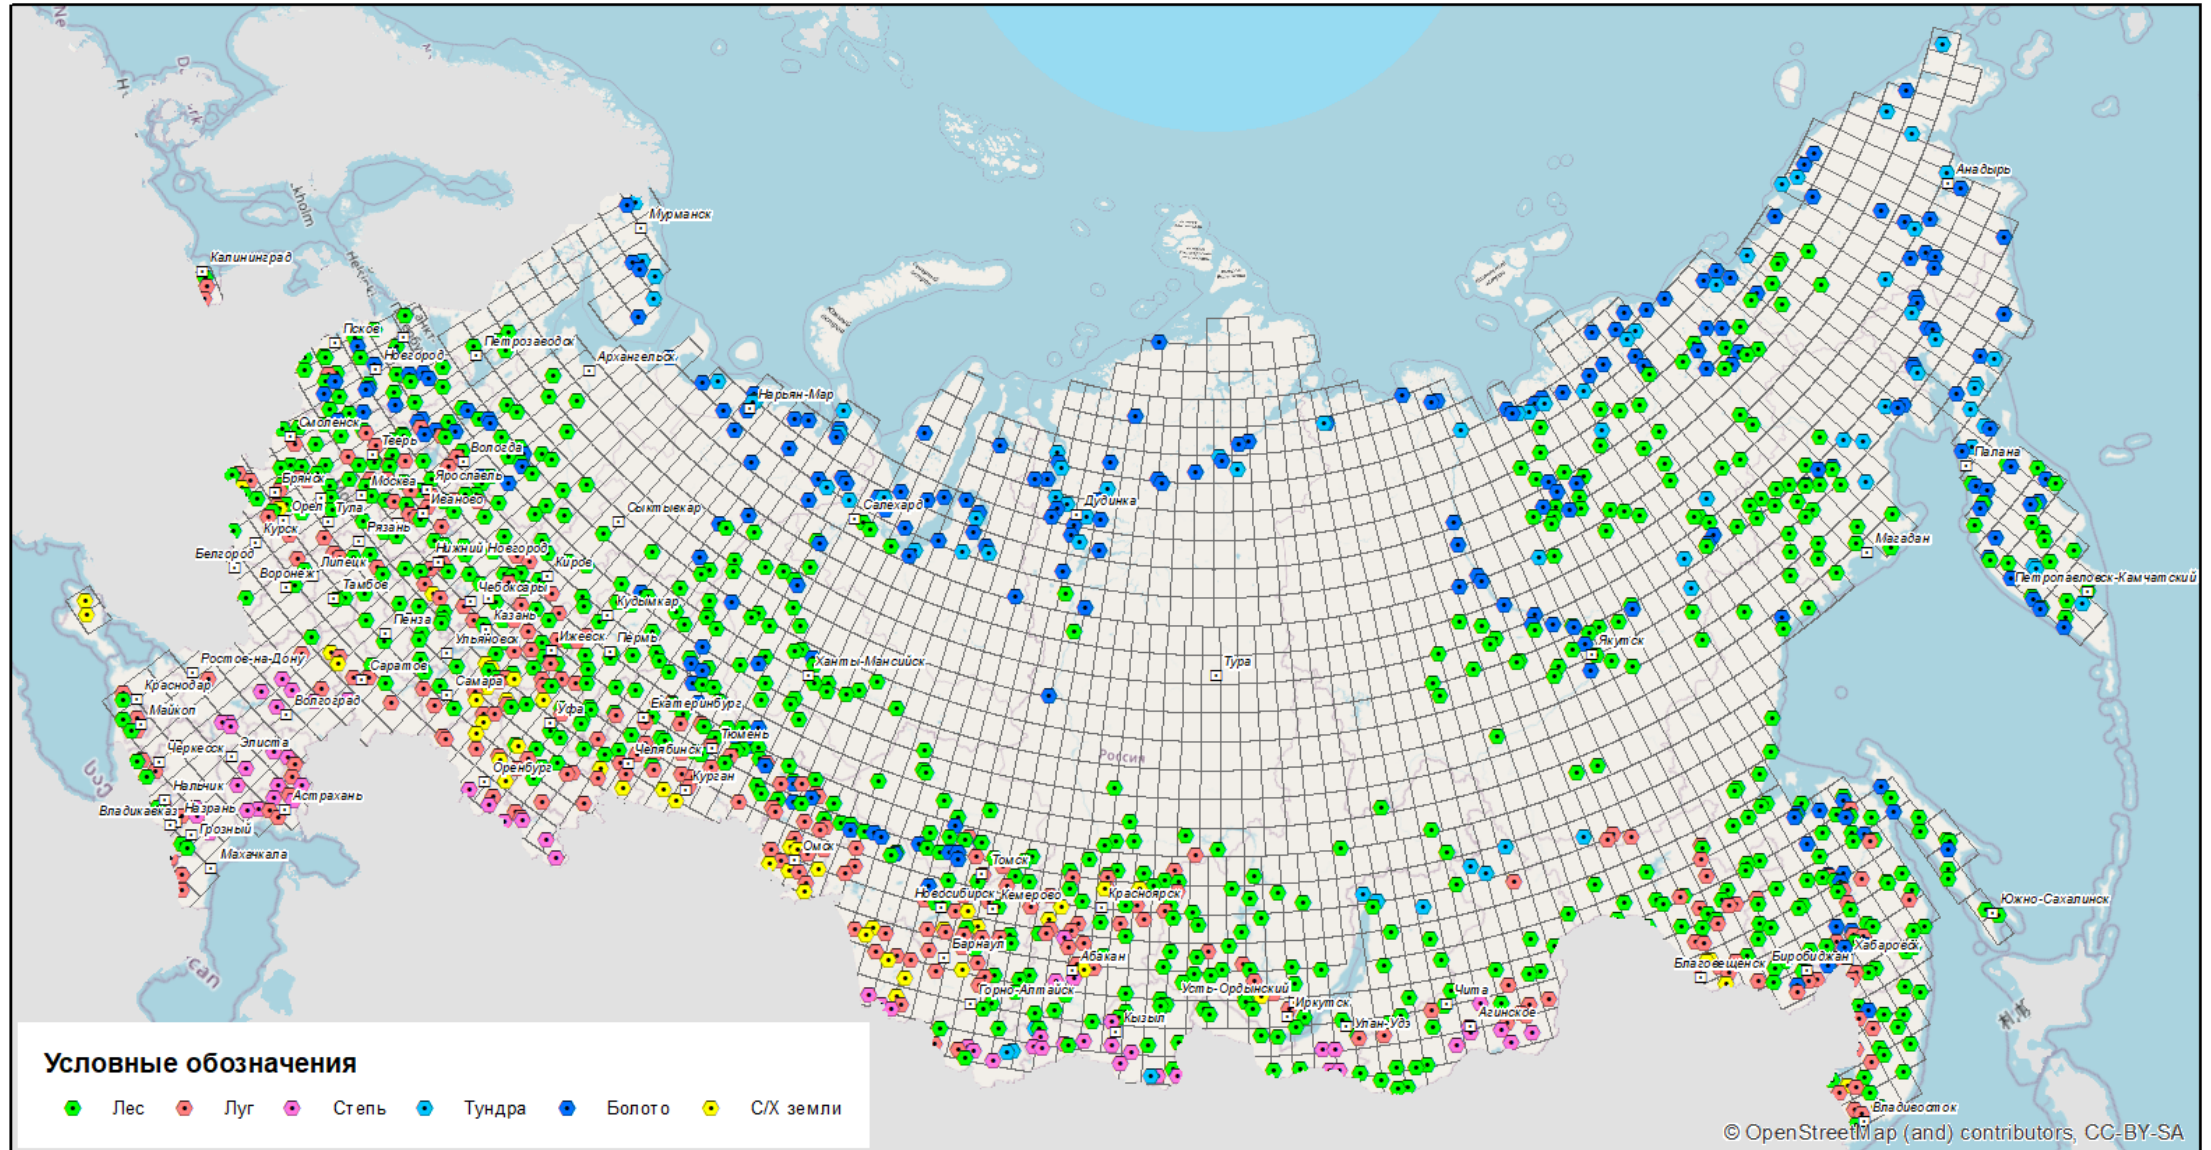 Анадырь
Мурманск
Калининград
Псков
Петрозаводск
Новгород
Архангельск
Нарьян-Мар
Смоленск
Тверь
Вологда
Палана
Брянск
Москва
Ярославль
Иваново
Дудинка
Салехард
Орел
Тула
Сыктывкар
Курск
Рязань
Магадан
Белгород
Нижний Новгород
Липецк
Киров
Воронеж
Тамбов
Чебоксары
Петропавловск-Камчатский
Кудымкар
Казань
Пенза
Ульяновск
Ижевск
Пермь
Якутск
Ростов-на-Дону
Саратов
Ханты-Мансийск
Тура
Краснодар
Самара
Волгоград
Екатеринбург
Майкоп
Уфа
Тюмень
Черкесск
Элиста
Челябинск
Россия
Оренбург
Курган
Нальчик
Астрахань
Владикавказ
Назрань
Грозный
Махачкала
Омск
Томск
Новосибирск
Кемерово
Красноярск
Южно-Сахалинск
Барнаул
Абакан
Хабаровск
Благовещенск
Биробиджан
Горно-Алтайск
Усть-Ордынский
Чита
Иркутск
Кызыл
Улан-Удэ
Агинское
Владивосток
Условные обозначения
Лес Луг Степь Тундра Болото С/Х земли
© OpenStreetMap (and) contributors, CC-BY-SA